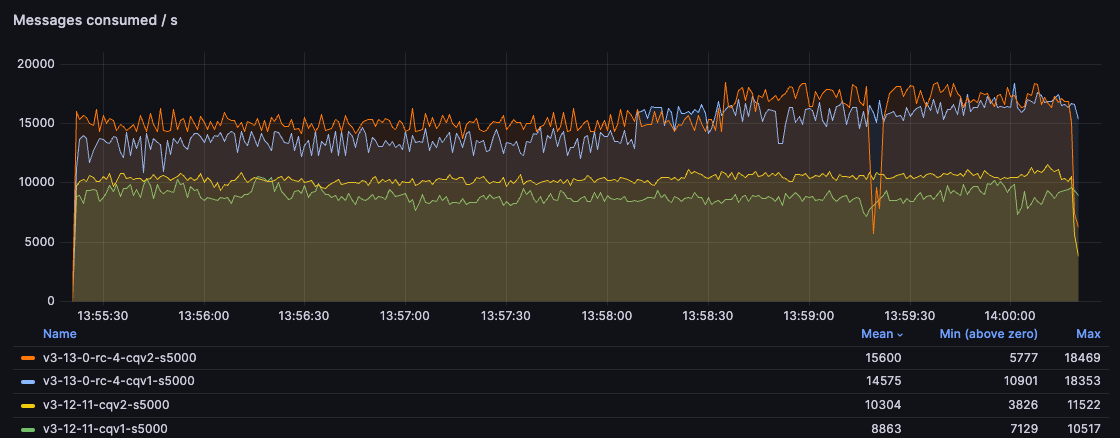 Messages consumed / s
20000
15000
10000
5000
0
13:55:30 13:56:00 13:56:30 13:57:00 13:57:30 13:58:00 13:58:30 13:59:00 13:59:30 14:00:00
Name Mean Min (above zero) Max
v3-13-0-rc-4-cqv2-s5000 15600 5777 18469
v3-13-0-rc-4-cqv1-s5000 14575 10901 18353
v3-12-11-cqv2-s5000 10304 3826 11522
v3-12-11-cqv1-s5000 8863 7129 10517